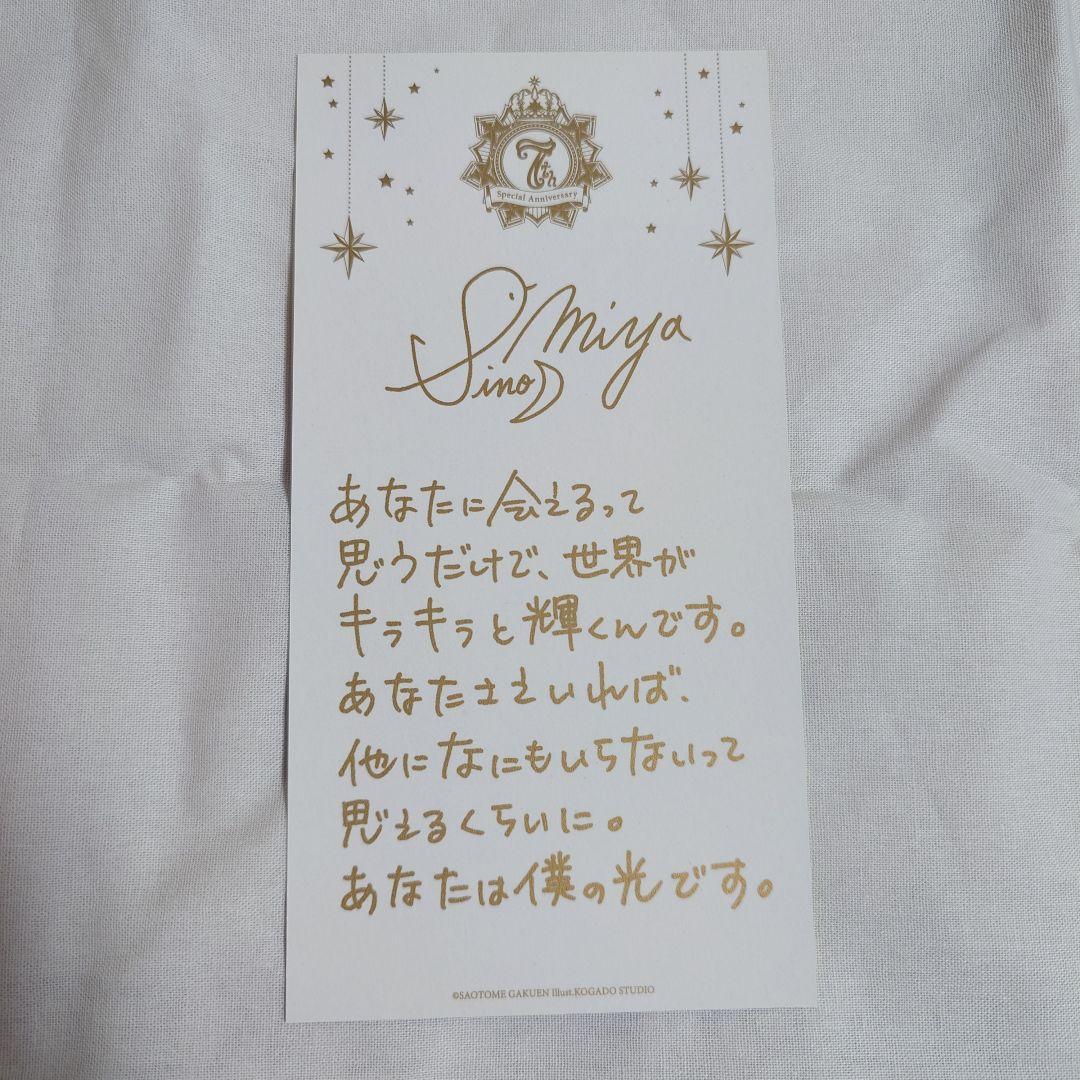 7th
Special Anniversary
S'miya
Sino
あなたに会えるって
思うだけで、世界が
キラキラと輝くんです。
あなたさえいれば、
他になにもいらないって
思えるくらいに。
あなたは僕の光です。
©SAOTOME GAKUEN Illust.KOGADO STUDIO